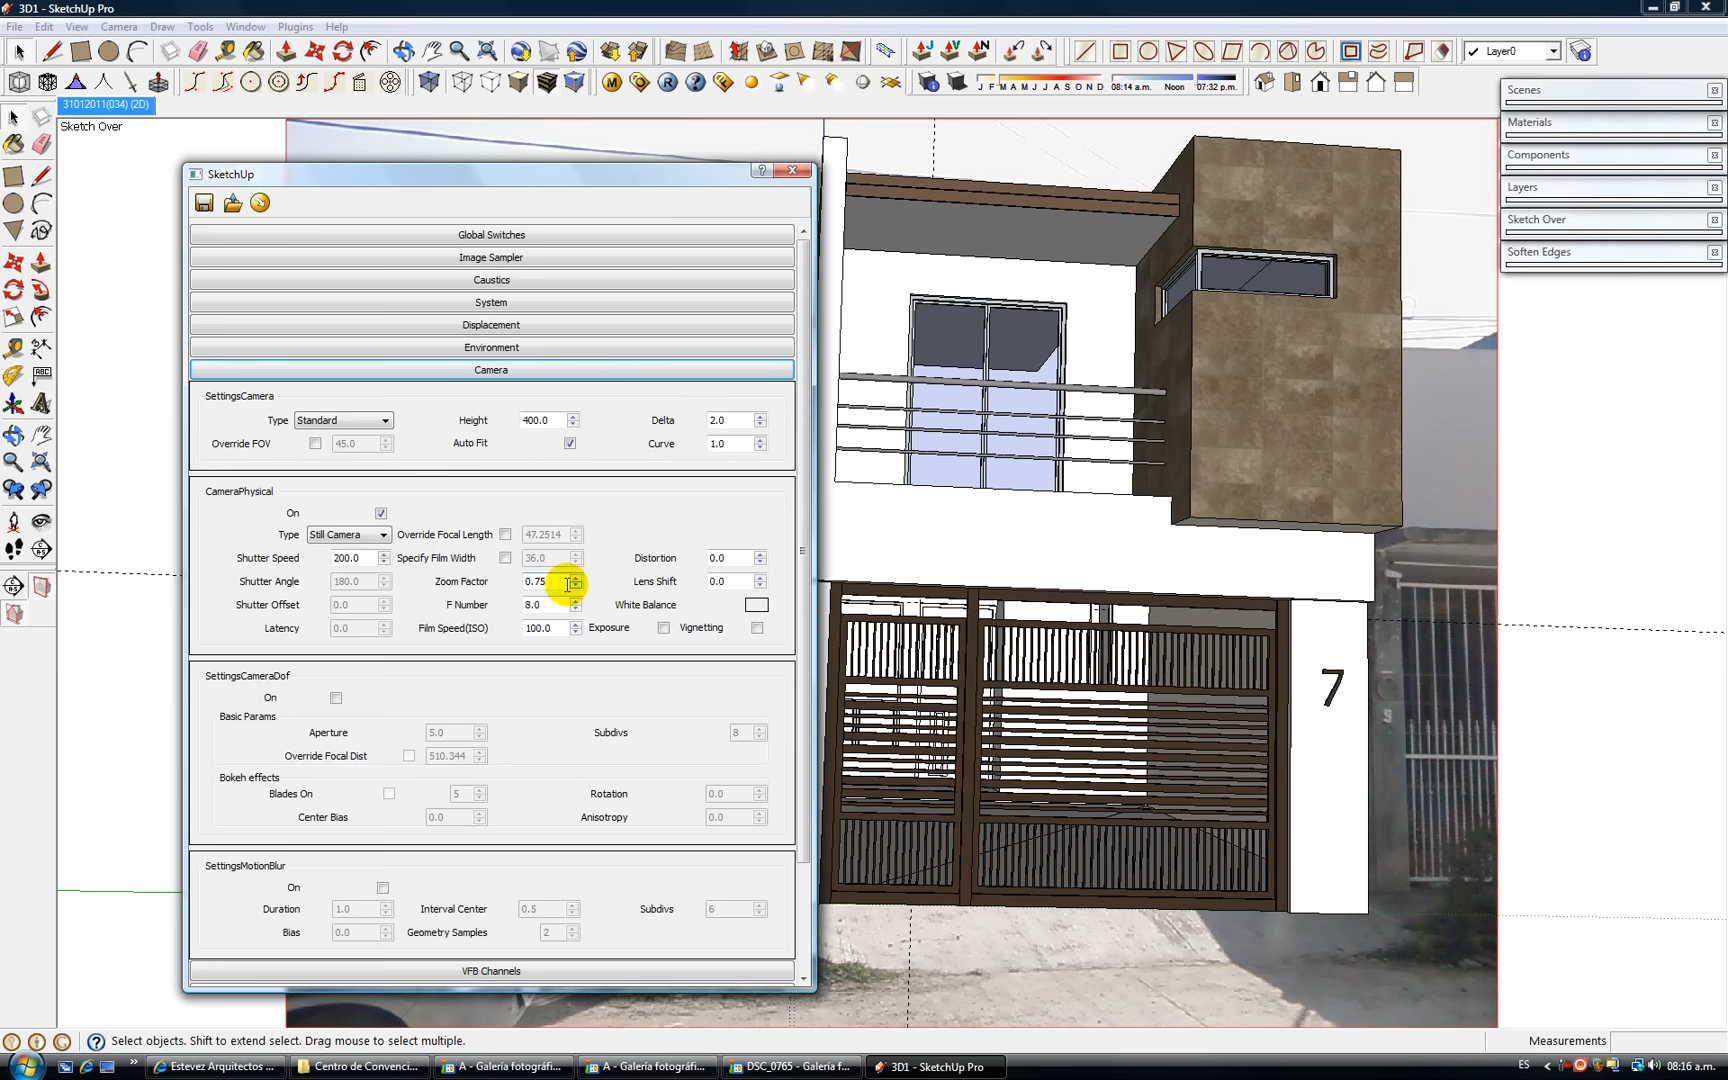 3D1 - SketchUp Pro
File Edit View Camera Draw Tools Window Plugins Help
Layer0
J F M A M J J A S O N D 08:14 a.m. Noon 07:32 p.m.
31012011(034) (2D)
Sketch Over
Scenes
Materials
Components
Layers
Sketch Over
Soften Edges
SketchUp
Global Switches
Image Sampler
Caustics
System
Displacement
Environment
Camera
SettingsCamera
Type Standard Height 400.0 Delta 2.0
Override FOV 45.0 Auto Fit Curve 1.0
CameraPhysical
On
Type Still Camera Override Focal Length 47.2514
Shutter Speed 200.0 Specify Film Width 36.0 Distortion 0.0
Shutter Angle 180.0 Zoom Factor 0.75 Lens Shift 0.0
Shutter Offset 0.0 F Number 8.0 White Balance
Latency 0.0 Film Speed(ISO) 100.0 Exposure Vignetting
SettingsCameraDof
On
Basic Params
Aperture 5.0 Subdivs 8
Override Focal Dist 510.344
Bokeh effects
Blades On 5 Rotation 0.0
Center Bias 0.0 Anisotropy 0.0
SettingsMotionBlur
On
Duration 1.0 Interval Center 0.5 Subdivs 6
Bias 0.0 Geometry Samples 2
VFB Channels
7
Select objects. Shift to extend select. Drag mouse to select multiple.
Measurements
Estevez Arquitectos ... Centro de Convenci... A - Galería fotográfi... A - Galería fotográfi... DSC_0765 - Galería f... 3D1 - SketchUp Pro ES 08:16 a.m.